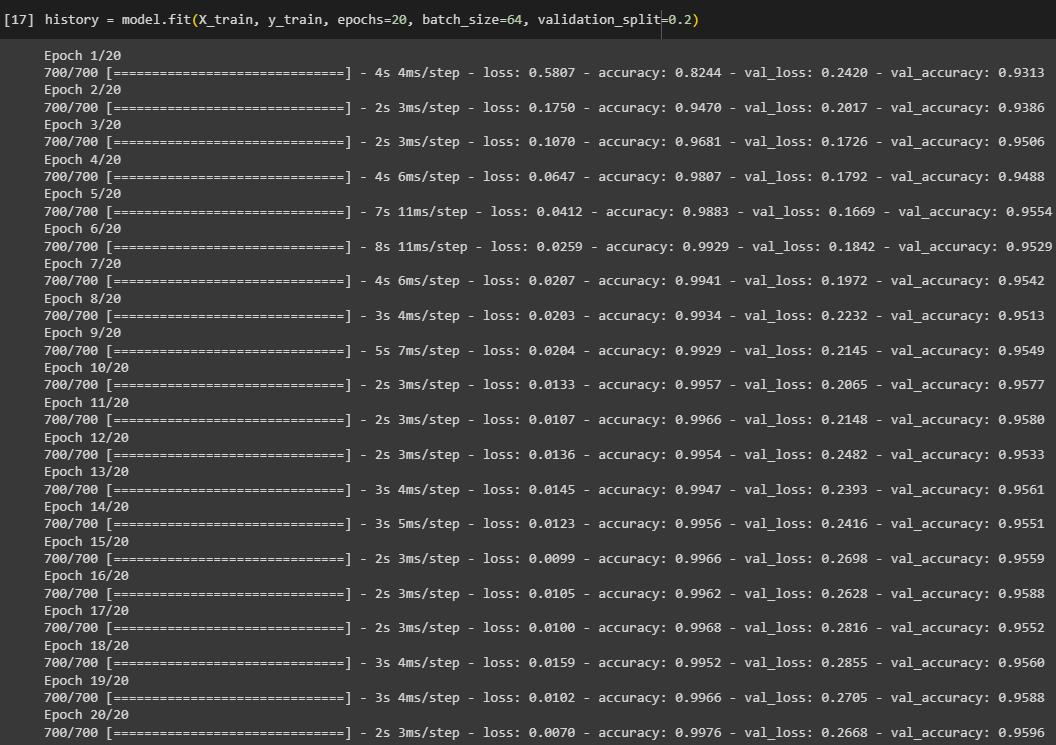 [17] history = model.fit(X_train, y_train, epochs=20, batch_size=64, validation_split=0.2)
Epoch 1/20
700/700 [==============================] - 4s 4ms/step - loss: 0.5807 - accuracy: 0.8244 - val_loss: 0.2420 - val_accuracy: 0.9313
Epoch 2/20
700/700 [==============================] - 2s 3ms/step - loss: 0.1750 - accuracy: 0.9470 - val_loss: 0.2017 - val_accuracy: 0.9386
Epoch 3/20
700/700 [==============================] - 2s 3ms/step - loss: 0.1070 - accuracy: 0.9681 - val_loss: 0.1726 - val_accuracy: 0.9506
Epoch 4/20
700/700 [==============================] - 4s 6ms/step - loss: 0.0647 - accuracy: 0.9807 - val_loss: 0.1792 - val_accuracy: 0.9488
Epoch 5/20
700/700 [==============================] - 7s 11ms/step - loss: 0.0412 - accuracy: 0.9883 - val_loss: 0.1669 - val_accuracy: 0.9554
Epoch 6/20
700/700 [==============================] - 8s 11ms/step - loss: 0.0259 - accuracy: 0.9929 - val_loss: 0.1842 - val_accuracy: 0.9529
Epoch 7/20
700/700 [==============================] - 4s 6ms/step - loss: 0.0207 - accuracy: 0.9941 - val_loss: 0.1972 - val_accuracy: 0.9542
Epoch 8/20
700/700 [==============================] - 3s 4ms/step - loss: 0.0203 - accuracy: 0.9934 - val_loss: 0.2232 - val_accuracy: 0.9513
Epoch 9/20
700/700 [==============================] - 5s 7ms/step - loss: 0.0204 - accuracy: 0.9929 - val_loss: 0.2145 - val_accuracy: 0.9549
Epoch 10/20
700/700 [==============================] - 2s 3ms/step - loss: 0.0133 - accuracy: 0.9957 - val_loss: 0.2065 - val_accuracy: 0.9577
Epoch 11/20
700/700 [==============================] - 2s 3ms/step - loss: 0.0107 - accuracy: 0.9966 - val_loss: 0.2148 - val_accuracy: 0.9580
Epoch 12/20
700/700 [==============================] - 2s 3ms/step - loss: 0.0136 - accuracy: 0.9954 - val_loss: 0.2482 - val_accuracy: 0.9533
Epoch 13/20
700/700 [==============================] - 3s 4ms/step - loss: 0.0145 - accuracy: 0.9947 - val_loss: 0.2393 - val_accuracy: 0.9561
Epoch 14/20
700/700 [==============================] - 3s 5ms/step - loss: 0.0123 - accuracy: 0.9956 - val_loss: 0.2416 - val_accuracy: 0.9551
Epoch 15/20
700/700 [==============================] - 2s 3ms/step - loss: 0.0099 - accuracy: 0.9966 - val_loss: 0.2698 - val_accuracy: 0.9559
Epoch 16/20
700/700 [==============================] - 2s 3ms/step - loss: 0.0105 - accuracy: 0.9962 - val_loss: 0.2628 - val_accuracy: 0.9588
Epoch 17/20
700/700 [==============================] - 2s 3ms/step - loss: 0.0100 - accuracy: 0.9968 - val_loss: 0.2816 - val_accuracy: 0.9552
Epoch 18/20
700/700 [==============================] - 3s 4ms/step - loss: 0.0159 - accuracy: 0.9952 - val_loss: 0.2855 - val_accuracy: 0.9560
Epoch 19/20
700/700 [==============================] - 3s 4ms/step - loss: 0.0102 - accuracy: 0.9966 - val_loss: 0.2705 - val_accuracy: 0.9588
Epoch 20/20
700/700 [==============================] - 2s 3ms/step - loss: 0.0070 - accuracy: 0.9976 - val_loss: 0.2668 - val_accuracy: 0.9596